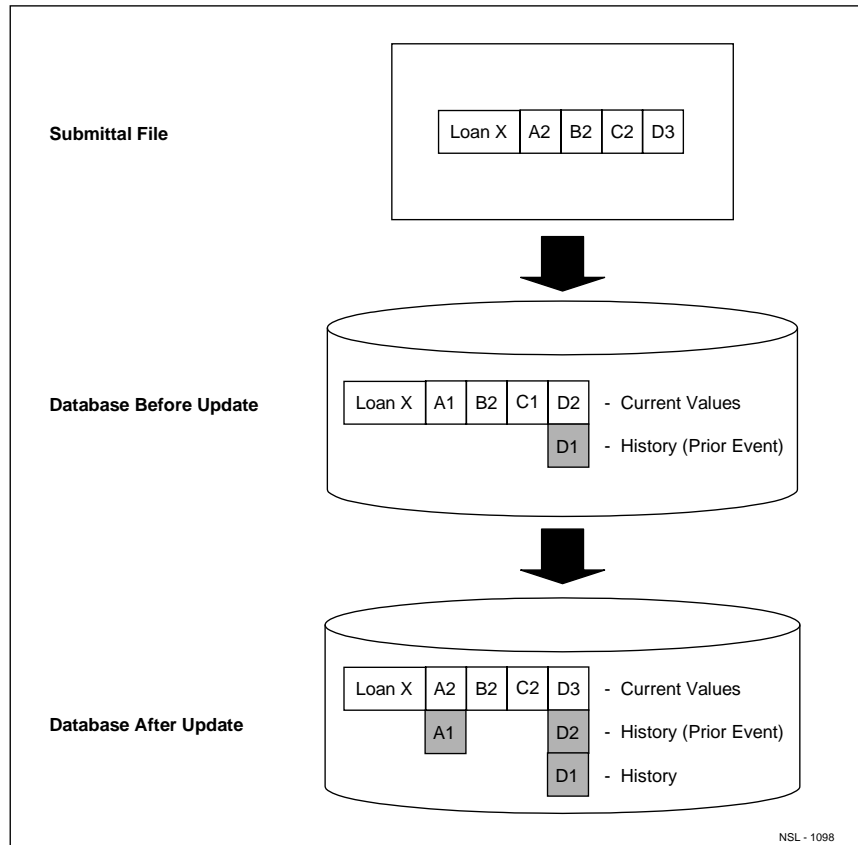 Submittal File
Loan X A2 B2 C2 D3
Database Before Update
Loan X A1 B2 C1 D2 - Current Values
D1 - History (Prior Event)
Database After Update
Loan X A2 B2 C2 D3 - Current Values
A1 D2 - History (Prior Event)
D1 - History
NSL - 1098